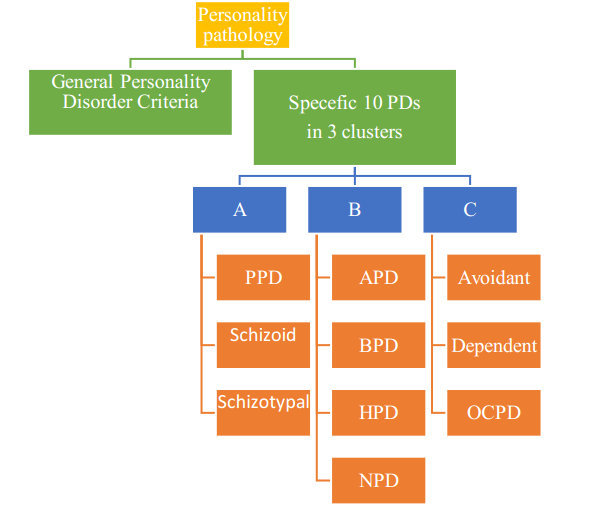 Personality
pathology
General Personality
Disorder Criteria
Specefic 10 PDs
in 3 clusters
A
B
C
PPD
APD
Avoidant
Schizoid
BPD
Dependent
Schizotypal
HPD
OCPD
NPD